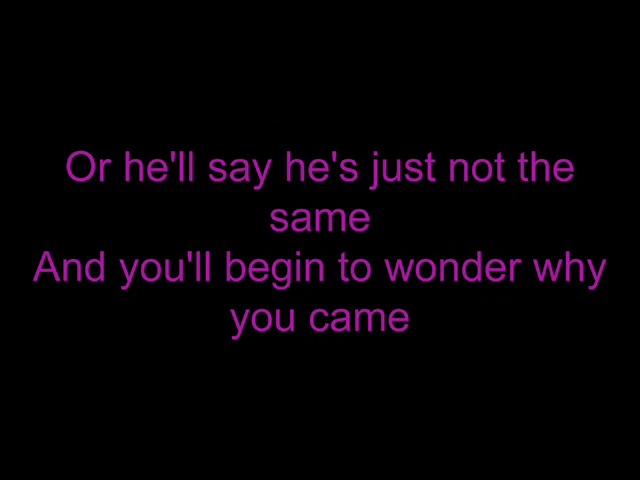 Or he'll say he's just not the
same
And you'll begin to wonder why
you came